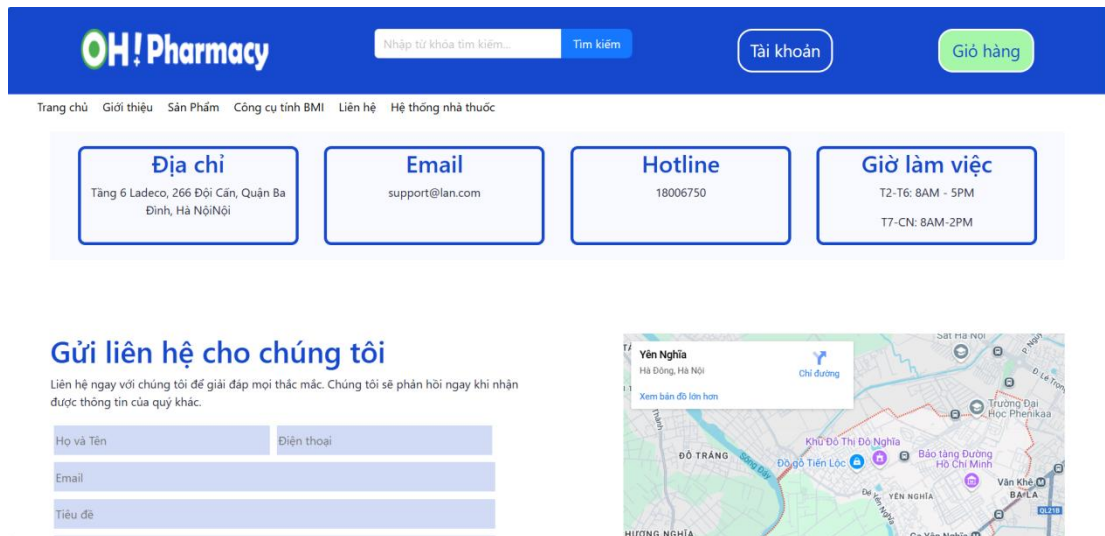 OH! Pharmacy
Nhập từ khóa tìm kiếm...
Tìm kiếm
Tài khoản
Giỏ hàng
Trang chủ Giới thiệu Sản Phẩm Công cụ tính BMI Liên hệ Hệ thống nhà thuốc
Địa chỉ
Tầng 6 Ladeco, 266 Đội Cấn, Quận Ba
Đình, Hà NộiNội
Email
support@lan.com
Hotline
18006750
Giờ làm việc
T2-T6: 8AM - 5PM
T7-CN: 8AM-2PM
Gửi liên hệ cho chúng tôi
Liên hệ ngay với chúng tôi để giải đáp mọi thắc mắc. Chúng tôi sẽ phản hồi ngay khi nhận
được thông tin của quý khác.
Họ và Tên
Điện thoại
Email
Tiêu đề
Yên Nghĩa
Hà Đông, Hà Nội
Chỉ đường
Xem bản đồ lớn hơn
Trường Đại
Học Phenikaa
Khu Đô Thị Đô Nghĩa
ĐỒ TRÁNG
Sông Đáy
Đồ gỗ Tiến Lộc
Bảo tàng Đường
Hồ Chí Minh
Văn Khê
BA LA
YÊN NGHĨA
QL21B
HƯƠNG NGHĨA